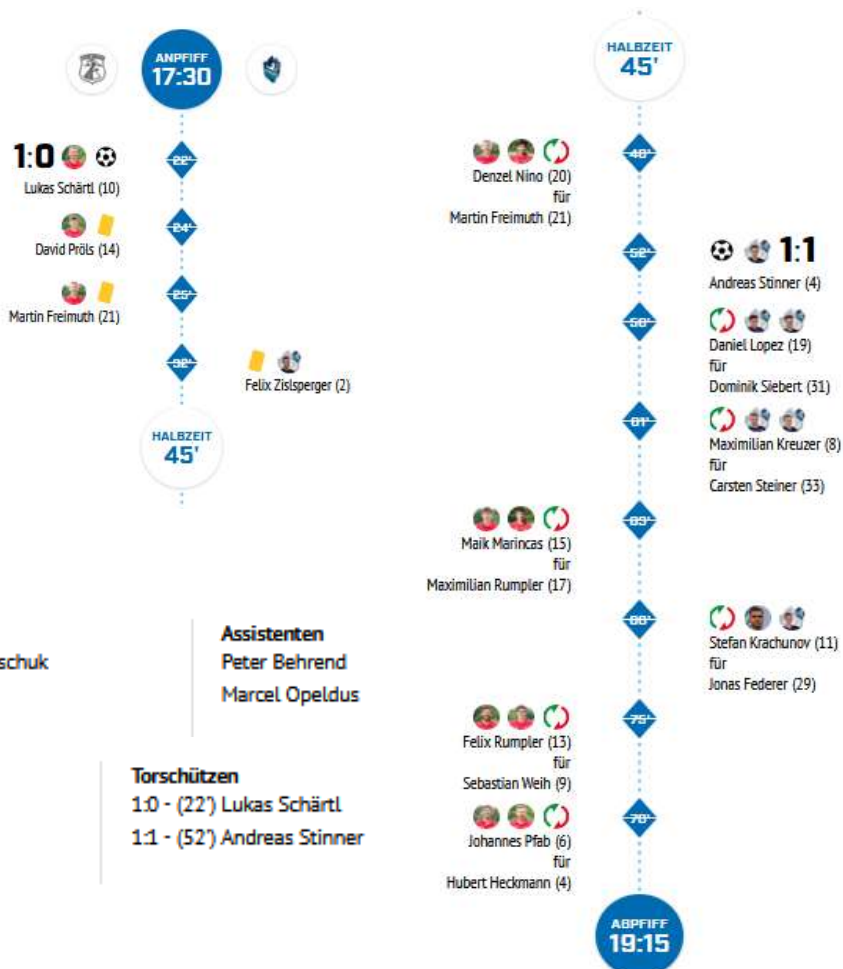 ANPFIFF
17:30
1:0
22'
Lukas Schärtl (10)
24'
David Pröls (14)
25'
Martin Freimuth (21)
32'
Felix Zislsperger (2)
HALBZEIT
45'
schuk
Assistenten
Peter Behrend
Marcel Opeldus
Torschützen
1:0 - (22') Lukas Schärtl
1:1 - (52') Andreas Stinner
HALBZEIT
45'
Denzel Nino (20)
für
Martin Freimuth (21)
52'
1:1
Andreas Stinner (4)
Daniel Lopez (19)
für
Dominik Siebert (31)
61'
Maximilian Kreuzer (8)
für
Carsten Steiner (33)
Maik Marincas (15)
für
Maximilian Rumpler (17)
Stefan Krachunov (11)
für
Jonas Federer (29)
75'
Felix Rumpler (13)
für
Sebastian Weih (9)
Johannes Pfab (6)
für
Hubert Heckmann (4)
ABPFIFF
19:15